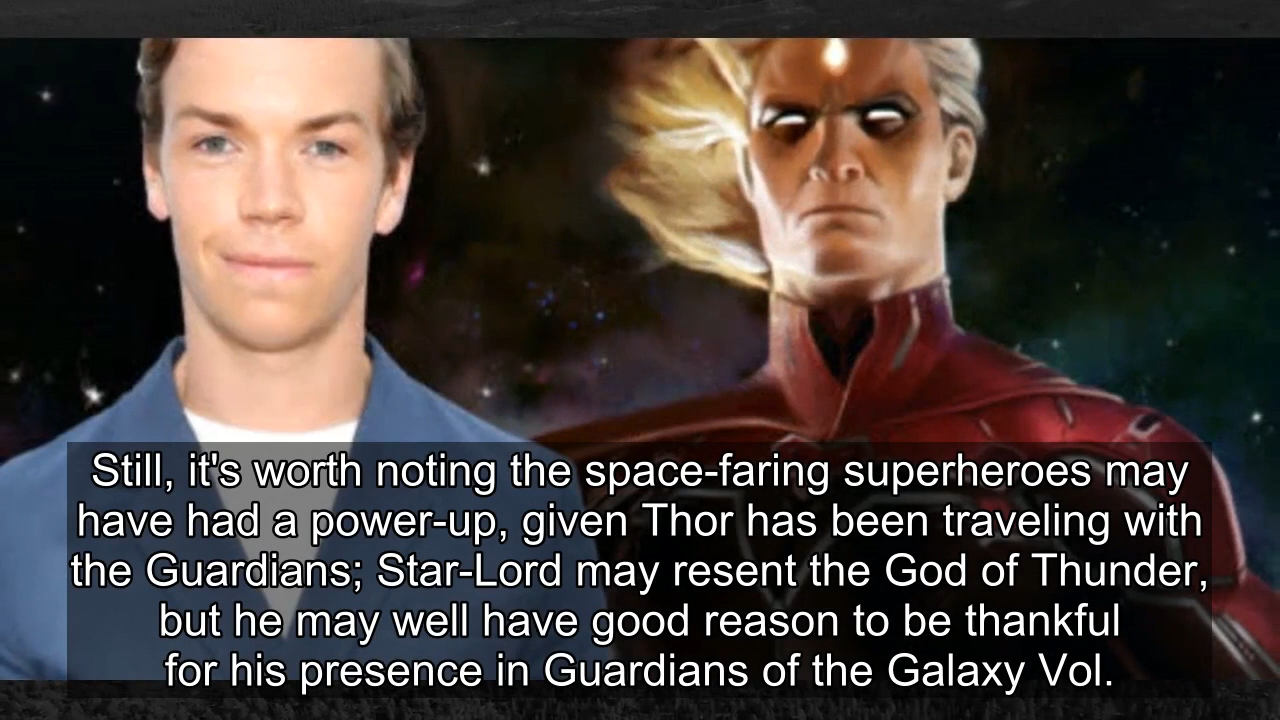 Still, it's worth noting the space-faring superheroes may
have had a power-up, given Thor has been traveling with
the Guardians; Star-Lord may resent the God of Thunder,
but he may well have good reason to be thankful
for his presence in Guardians of the Galaxy Vol.